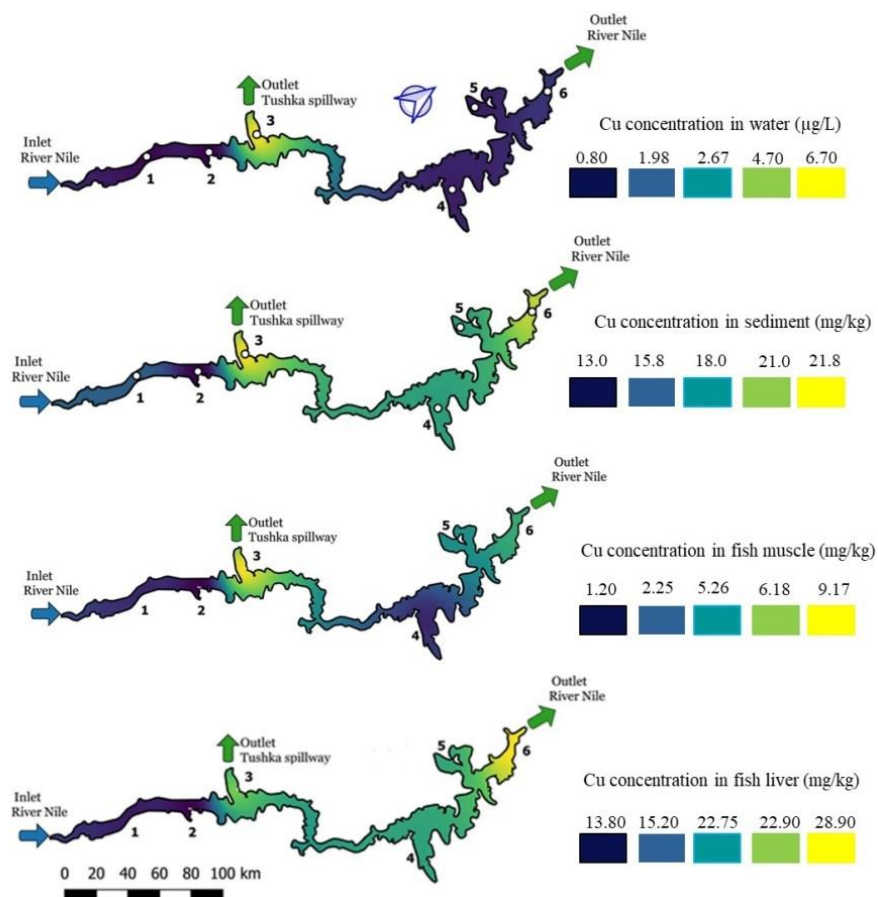 Outlet
River Nile
Outlet
Tushka spillway
Inlet
River Nile
1
2
3
4
5
6
Cu concentration in water (µg/L)
0.80 1.98 2.67 4.70 6.70
Outlet
River Nile
Outlet
Tushka spillway
Inlet
River Nile
1
2
3
4
5
6
Cu concentration in sediment (mg/kg)
13.0 15.8 18.0 21.0 21.8
Outlet
River Nile
Outlet
Tushka spillway
Inlet
River Nile
1
2
3
4
5
6
Cu concentration in fish muscle (mg/kg)
1.20 2.25 5.26 6.18 9.17
Outlet
River Nile
Outlet
Tushka spillway
Inlet
River Nile
1
2
3
4
5
6
Cu concentration in fish liver (mg/kg)
13.80 15.20 22.75 22.90 28.90
0 20 40 60 80 100 km